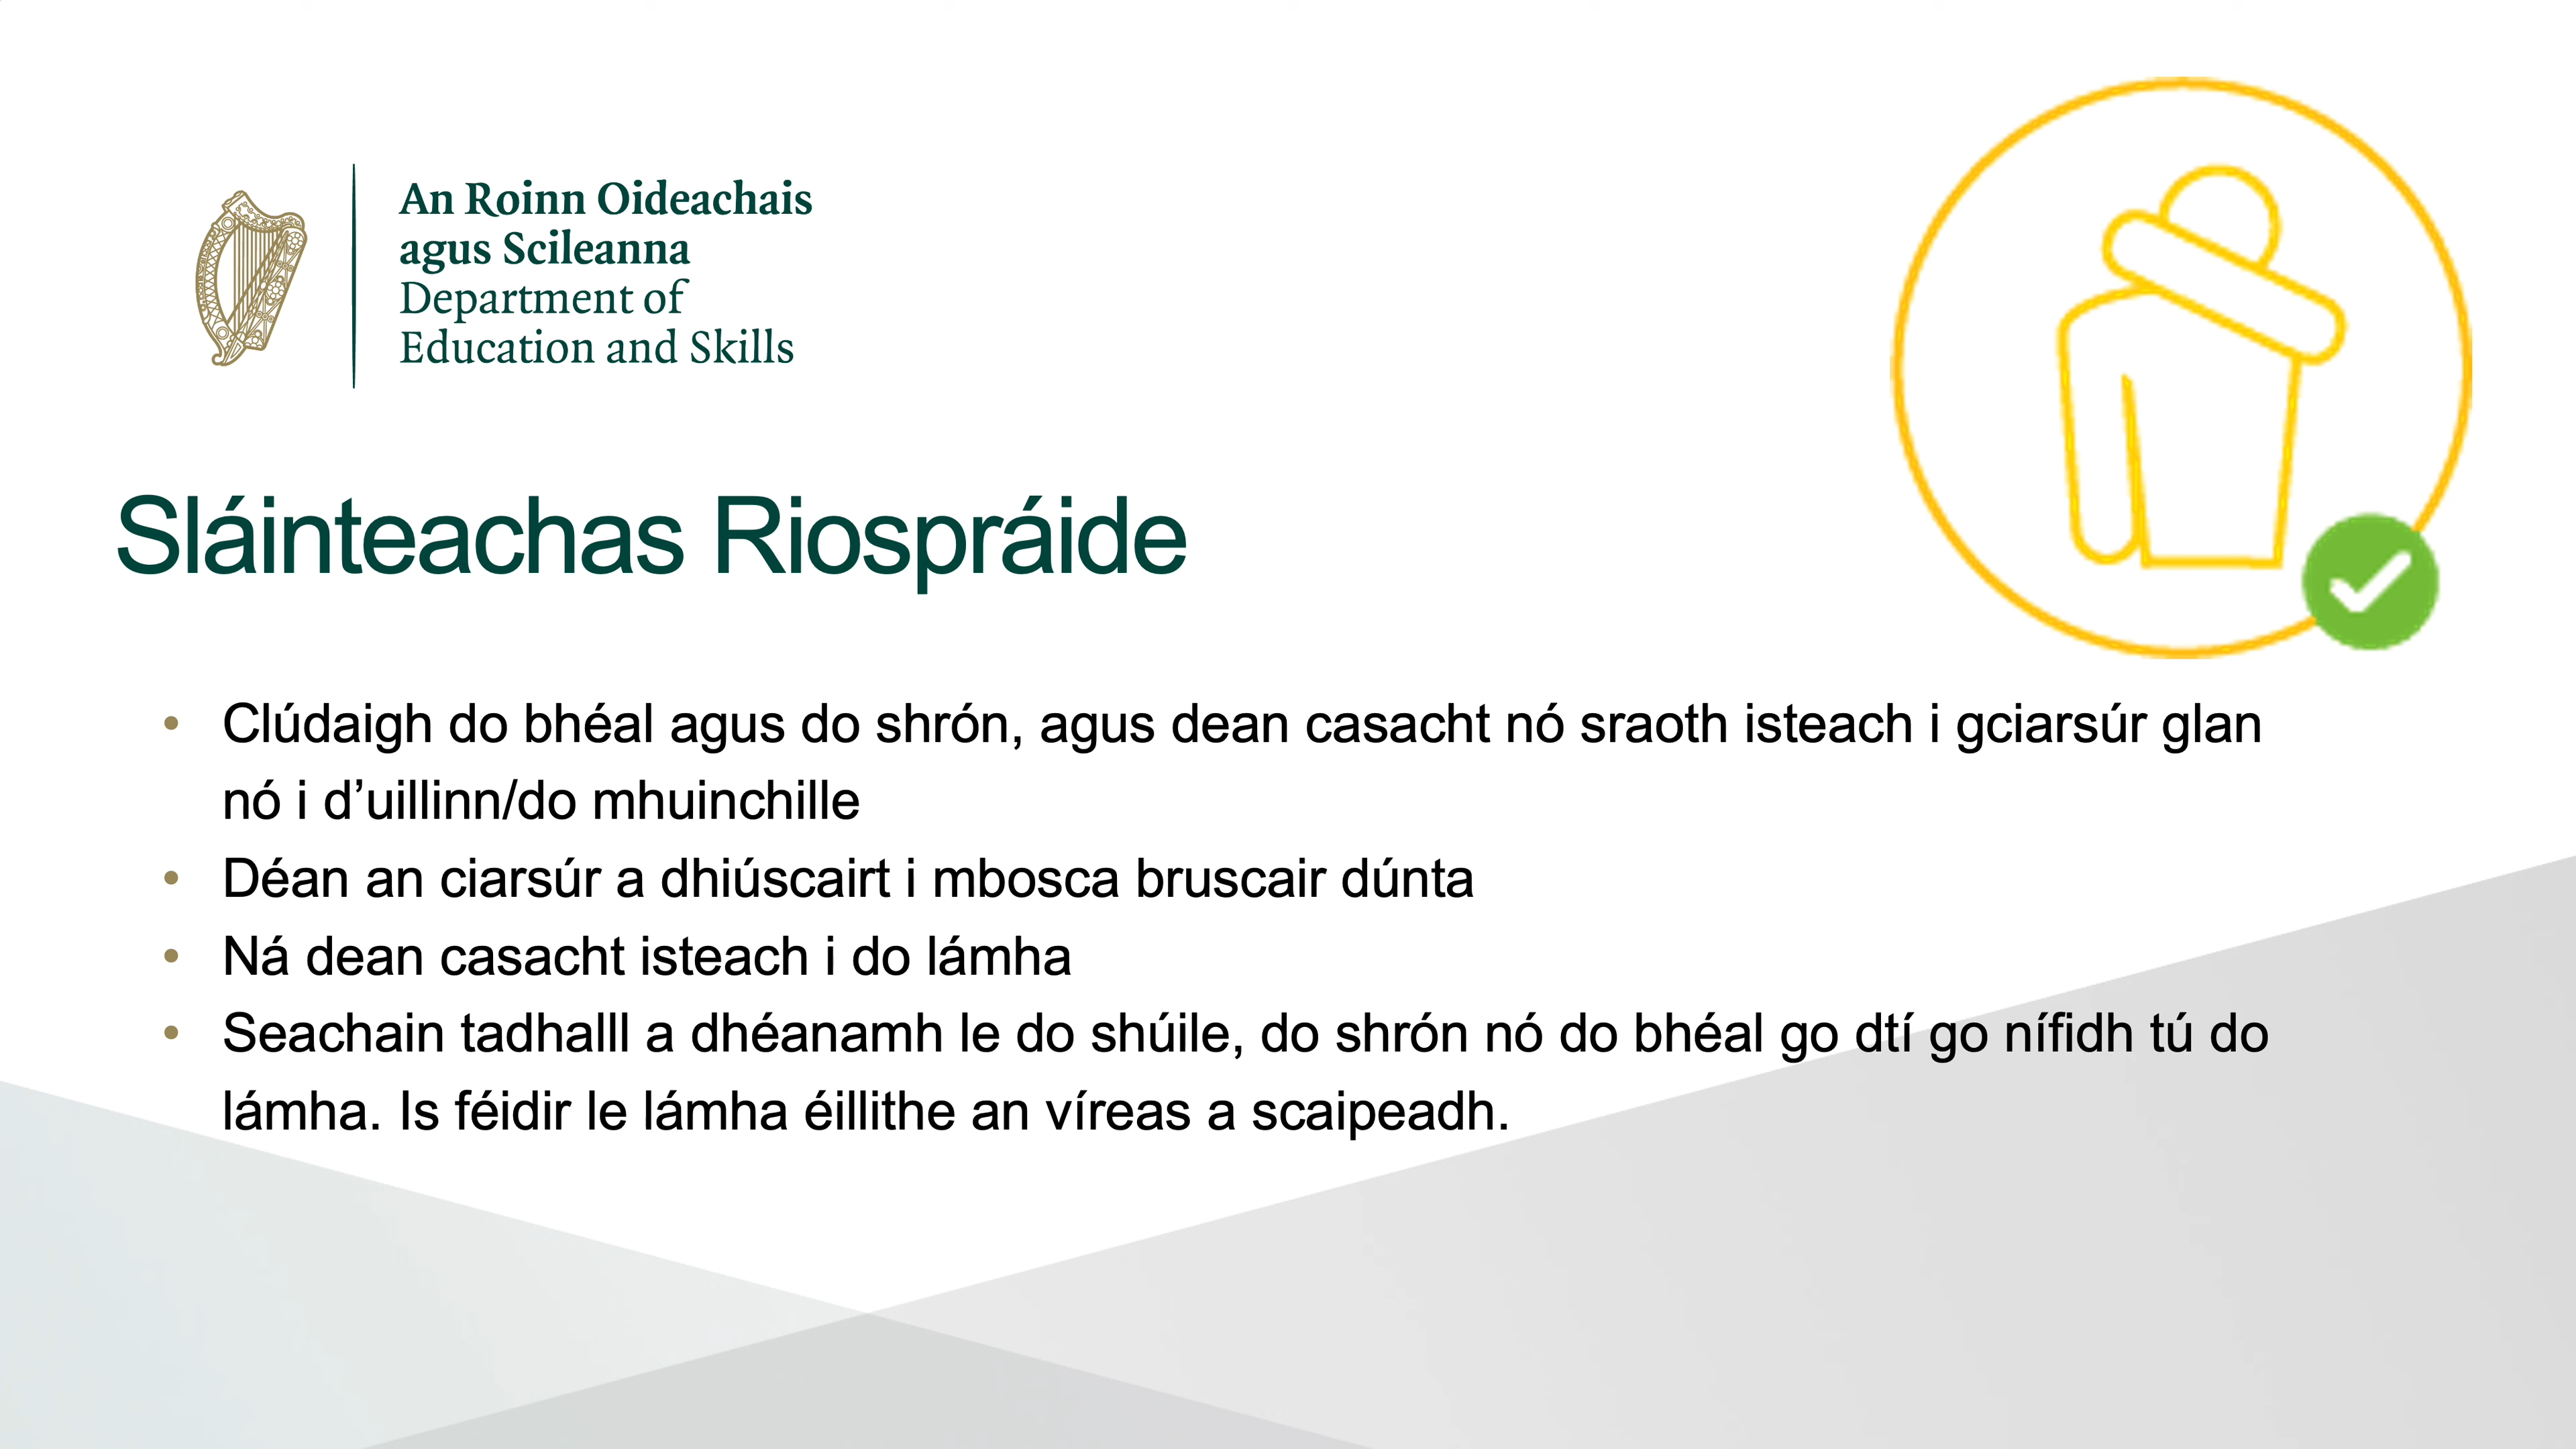 An Roinn Oideachais
agus Scileanna
Department of
Education and Skills
Sláinteachas Riospráide
• Clúdaigh do bhéal agus do shrón, agus dean casacht nó sraoth isteach i gciarsúr glan
nó i d’uillinn/do mhuinchille
• Déan an ciarsúr a dhiúscairt i mbosca bruscair dúnta
• Ná dean casacht isteach i do lámha
• Seachain tadhalll a dhéanamh le do shúile, do shrón nó do bhéal go dtí go nífidh tú do
lámha. Is féidir le lámha éillithe an víreas a scaipeadh.